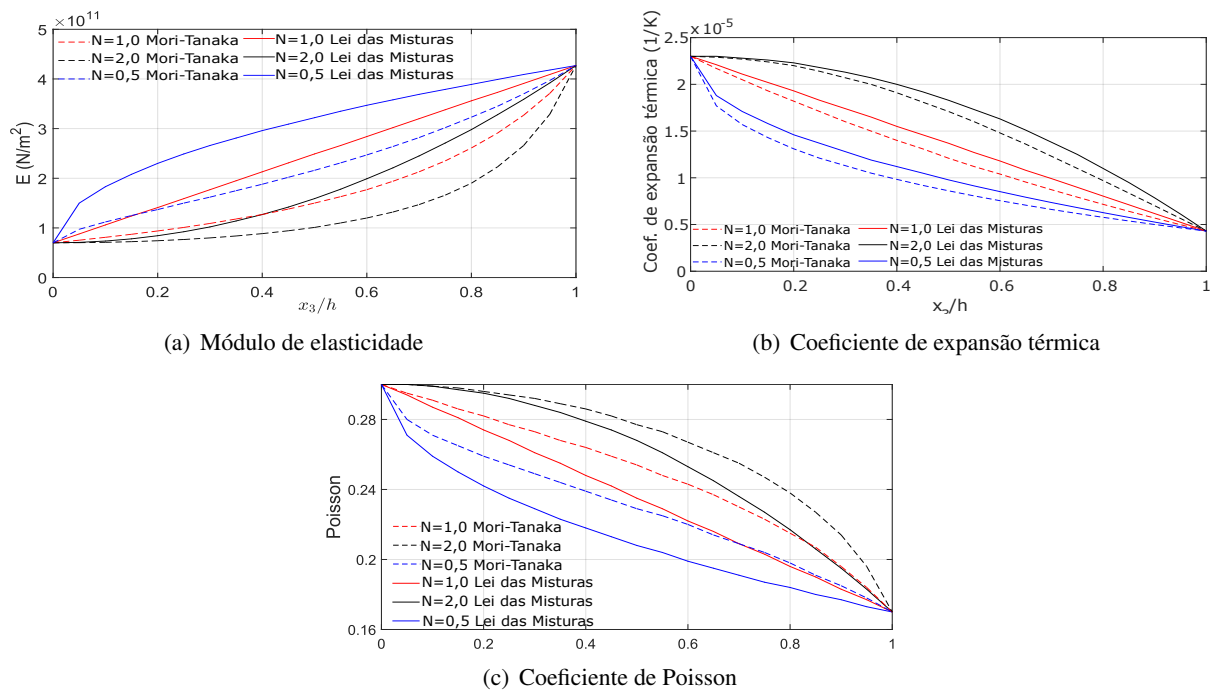 ×10^11
5
4
3
2
1
0
E (N/m²)
N=1,0 Mori-Tanaka
N=2,0 Mori-Tanaka
N=0,5 Mori-Tanaka
N=1,0 Lei das Misturas
N=2,0 Lei das Misturas
N=0,5 Lei das Misturas
0 0.2 0.4 0.6 0.8 1
x₃/h
(a) Módulo de elasticidade
×10^-5
2.5
2
1.5
1
0.5
0
Coef. de expansão térmica (1/K)
N=1,0 Mori-Tanaka
N=2,0 Mori-Tanaka
N=0,5 Mori-Tanaka
N=1,0 Lei das Misturas
N=2,0 Lei das Misturas
N=0,5 Lei das Misturas
0 0.2 0.4 0.6 0.8 1
x₃/h
(b) Coeficiente de expansão térmica
0.28
0.24
0.2
0.16
Poisson
N=1,0 Mori-Tanaka
N=2,0 Mori-Tanaka
N=0,5 Mori-Tanaka
N=1,0 Lei das Misturas
N=2,0 Lei das Misturas
N=0,5 Lei das Misturas
0 0.2 0.4 0.6 0.8 1
(c) Coeficiente de Poisson